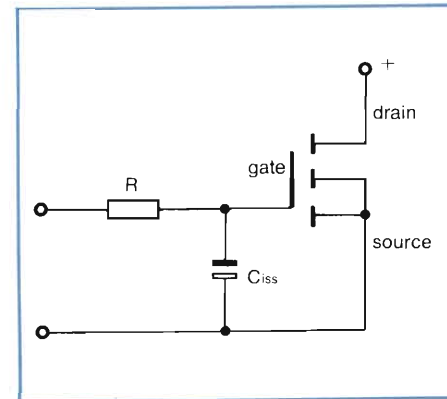 +
drain
gate
R
source
Ciss